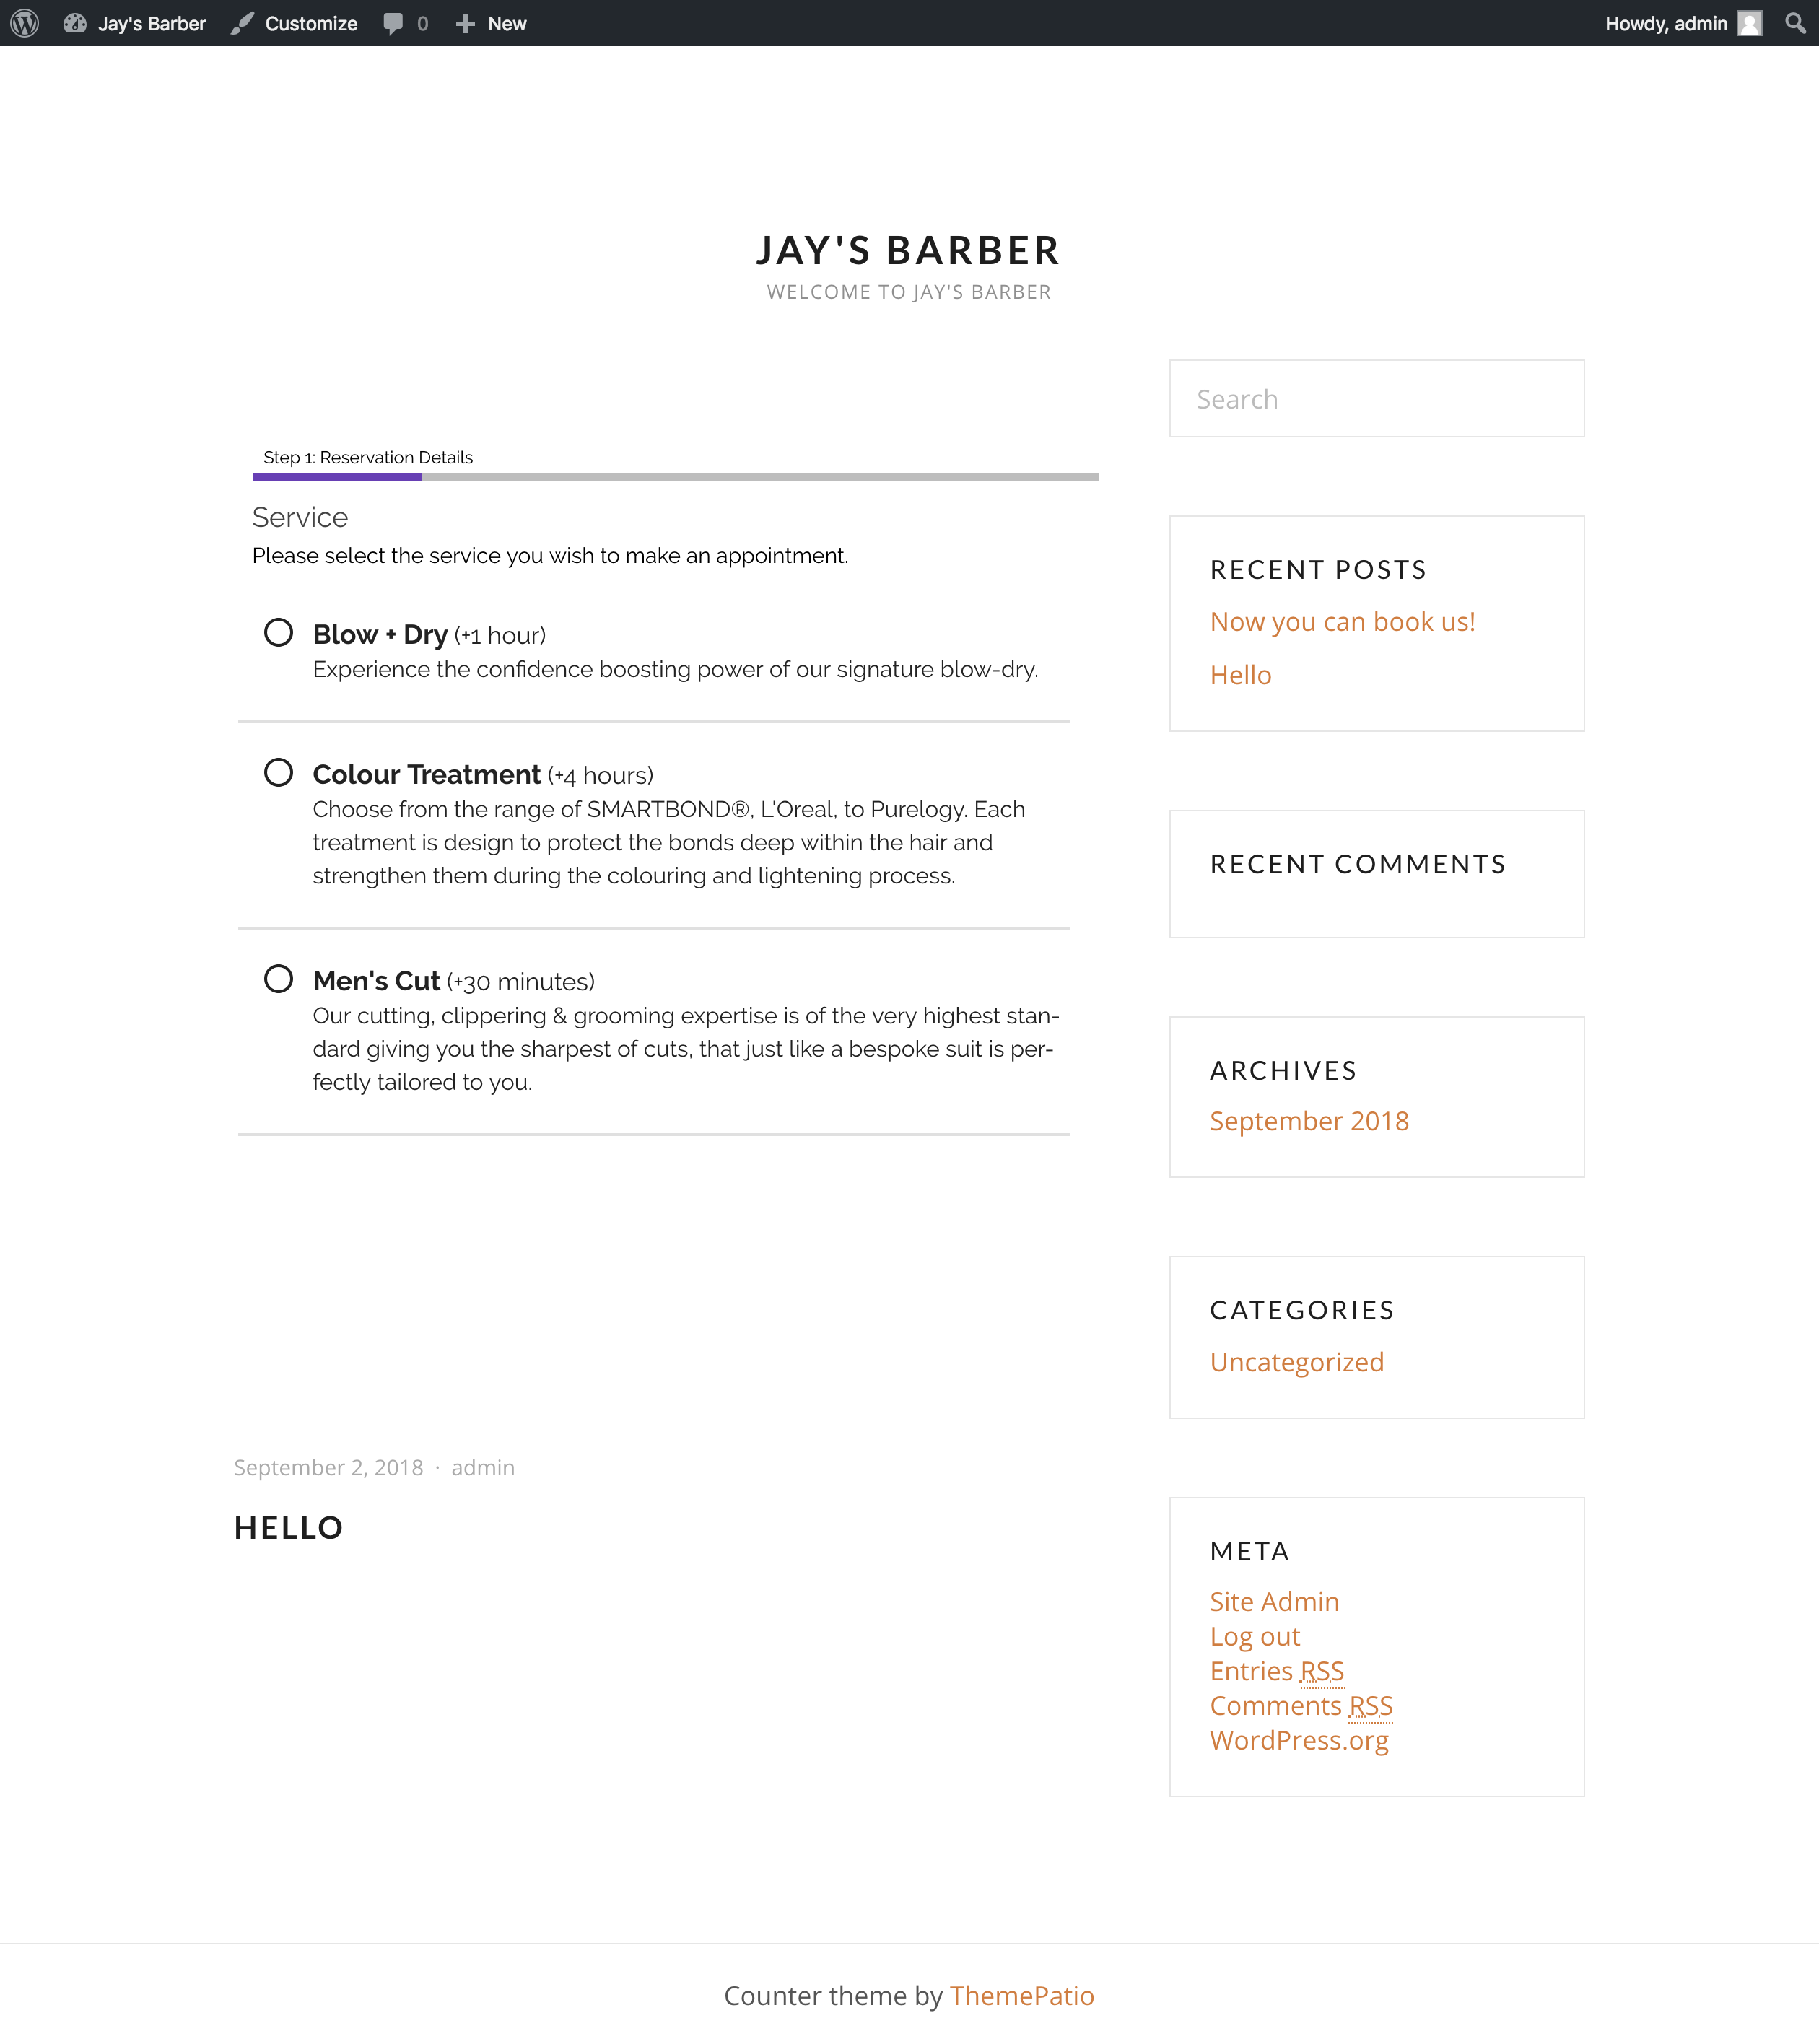 Jay's Barber Customize 0 New Howdy, admin
JAY'S BARBER
WELCOME TO JAY'S BARBER
Step 1: Reservation Details
Service
Please select the service you wish to make an appointment.
Blow + Dry (+1 hour)
Experience the confidence boosting power of our signature blow-dry.
Colour Treatment (+4 hours)
Choose from the range of SMARTBOND®, L'Oreal, to Purelogy. Each
treatment is design to protect the bonds deep within the hair and
strengthen them during the colouring and lightening process.
Men's Cut (+30 minutes)
Our cutting, clippering & grooming expertise is of the very highest stan-
dard giving you the sharpest of cuts, that just like a bespoke suit is per-
fectly tailored to you.
September 2, 2018 · admin
HELLO
Search
RECENT POSTS
Now you can book us!
Hello
RECENT COMMENTS
ARCHIVES
September 2018
CATEGORIES
Uncategorized
META
Site Admin
Log out
Entries RSS
Comments RSS
WordPress.org
Counter theme by ThemePatio